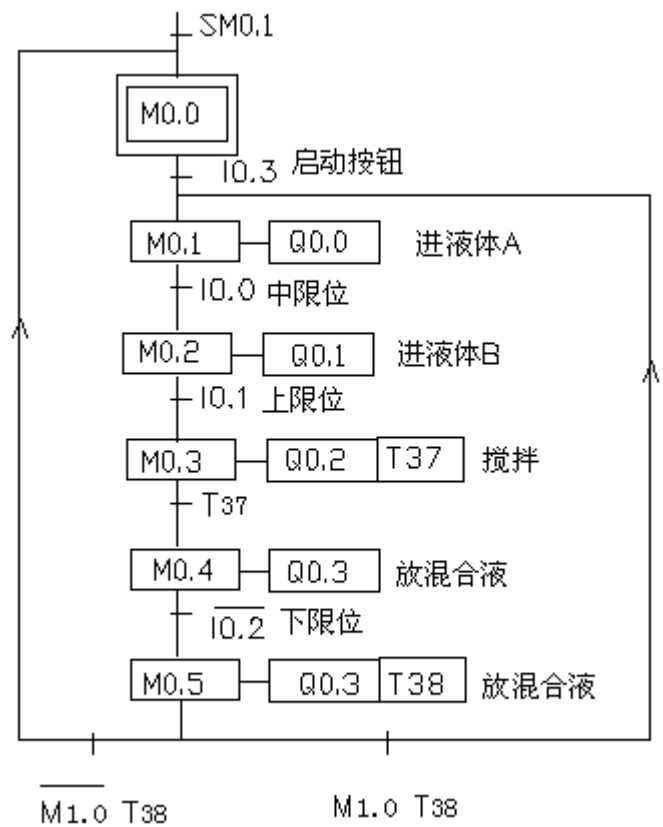 SM0.1
M0.0
I0.3 启动按钮
M0.1 Q0.0 进液体A
I0.0 中限位
M0.2 Q0.1 进液体B
I0.1 上限位
M0.3 Q0.2 T37 搅拌
T37
M0.4 Q0.3 放混合液
I0.2 下限位
M0.5 Q0.3 T38 放混合液
M1.0 T38 M1.0 T38